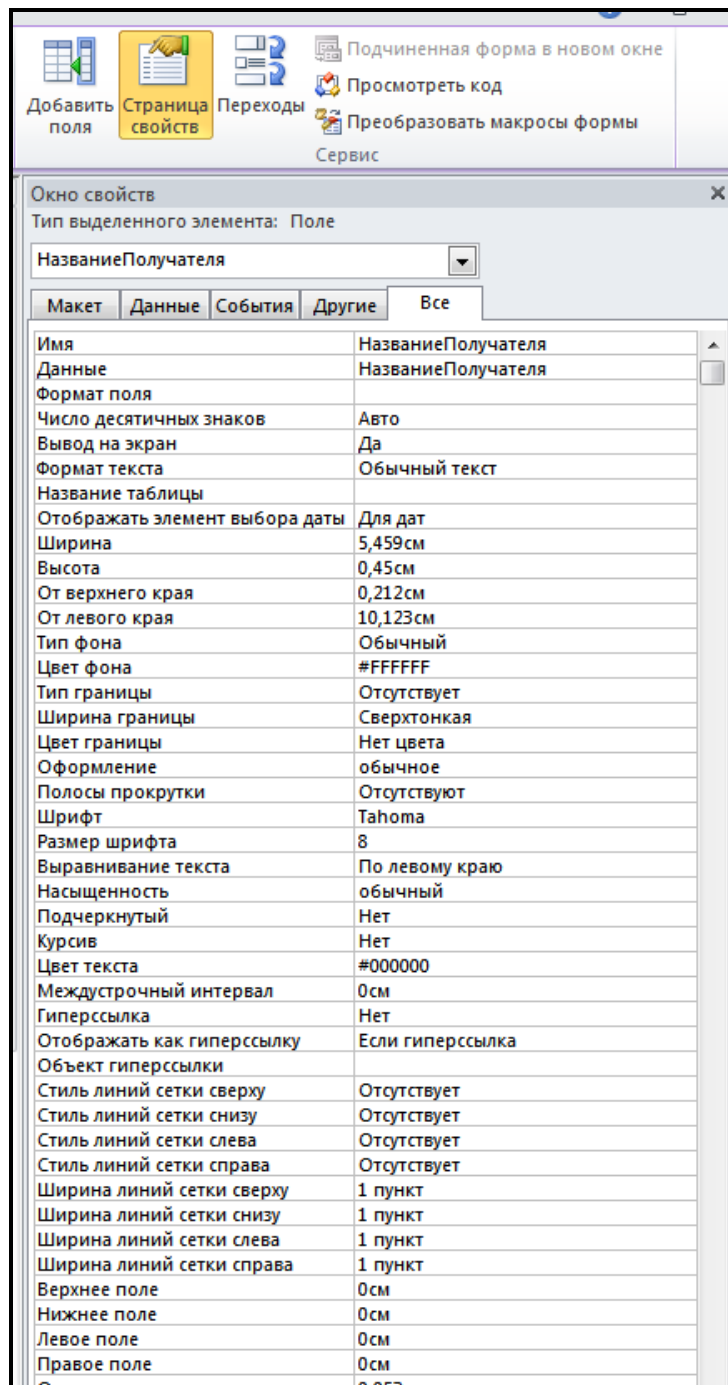 Добавить поля
Страница свойств
Переходы
Подчиненная форма в новом окне
Просмотреть код
Преобразовать макросы формы
Сервис
Окно свойств
Тип выделенного элемента: Поле
НазваниеПолучателя
Макет Данные События Другие Все
Имя НазваниеПолучателя
Данные НазваниеПолучателя
Формат поля
Число десятичных знаков Авто
Вывод на экран Да
Формат текста Обычный текст
Название таблицы
Отображать элемент выбора даты Для дат
Ширина 5,459см
Высота 0,45см
От верхнего края 0,212см
От левого края 10,123см
Тип фона Обычный
Цвет фона #FFFFFF
Тип границы Отсутствует
Ширина границы Сверхтонкая
Цвет границы Нет цвета
Оформление обычное
Полосы прокрутки Отсутствуют
Шрифт Tahoma
Размер шрифта 8
Выравнивание текста По левому краю
Насыщенность обычный
Подчеркнутый Нет
Курсив Нет
Цвет текста #000000
Междустрочный интервал 0см
Гиперссылка Нет
Отображать как гиперссылку Если гиперссылка
Объект гиперссылки
Стиль линий сетки сверху Отсутствует
Стиль линий сетки снизу Отсутствует
Стиль линий сетки слева Отсутствует
Стиль линий сетки справа Отсутствует
Ширина линий сетки сверху 1 пункт
Ширина линий сетки снизу 1 пункт
Ширина линий сетки слева 1 пункт
Ширина линий сетки справа 1 пункт
Верхнее поле 0см
Нижнее поле 0см
Левое поле 0см
Правое поле 0см